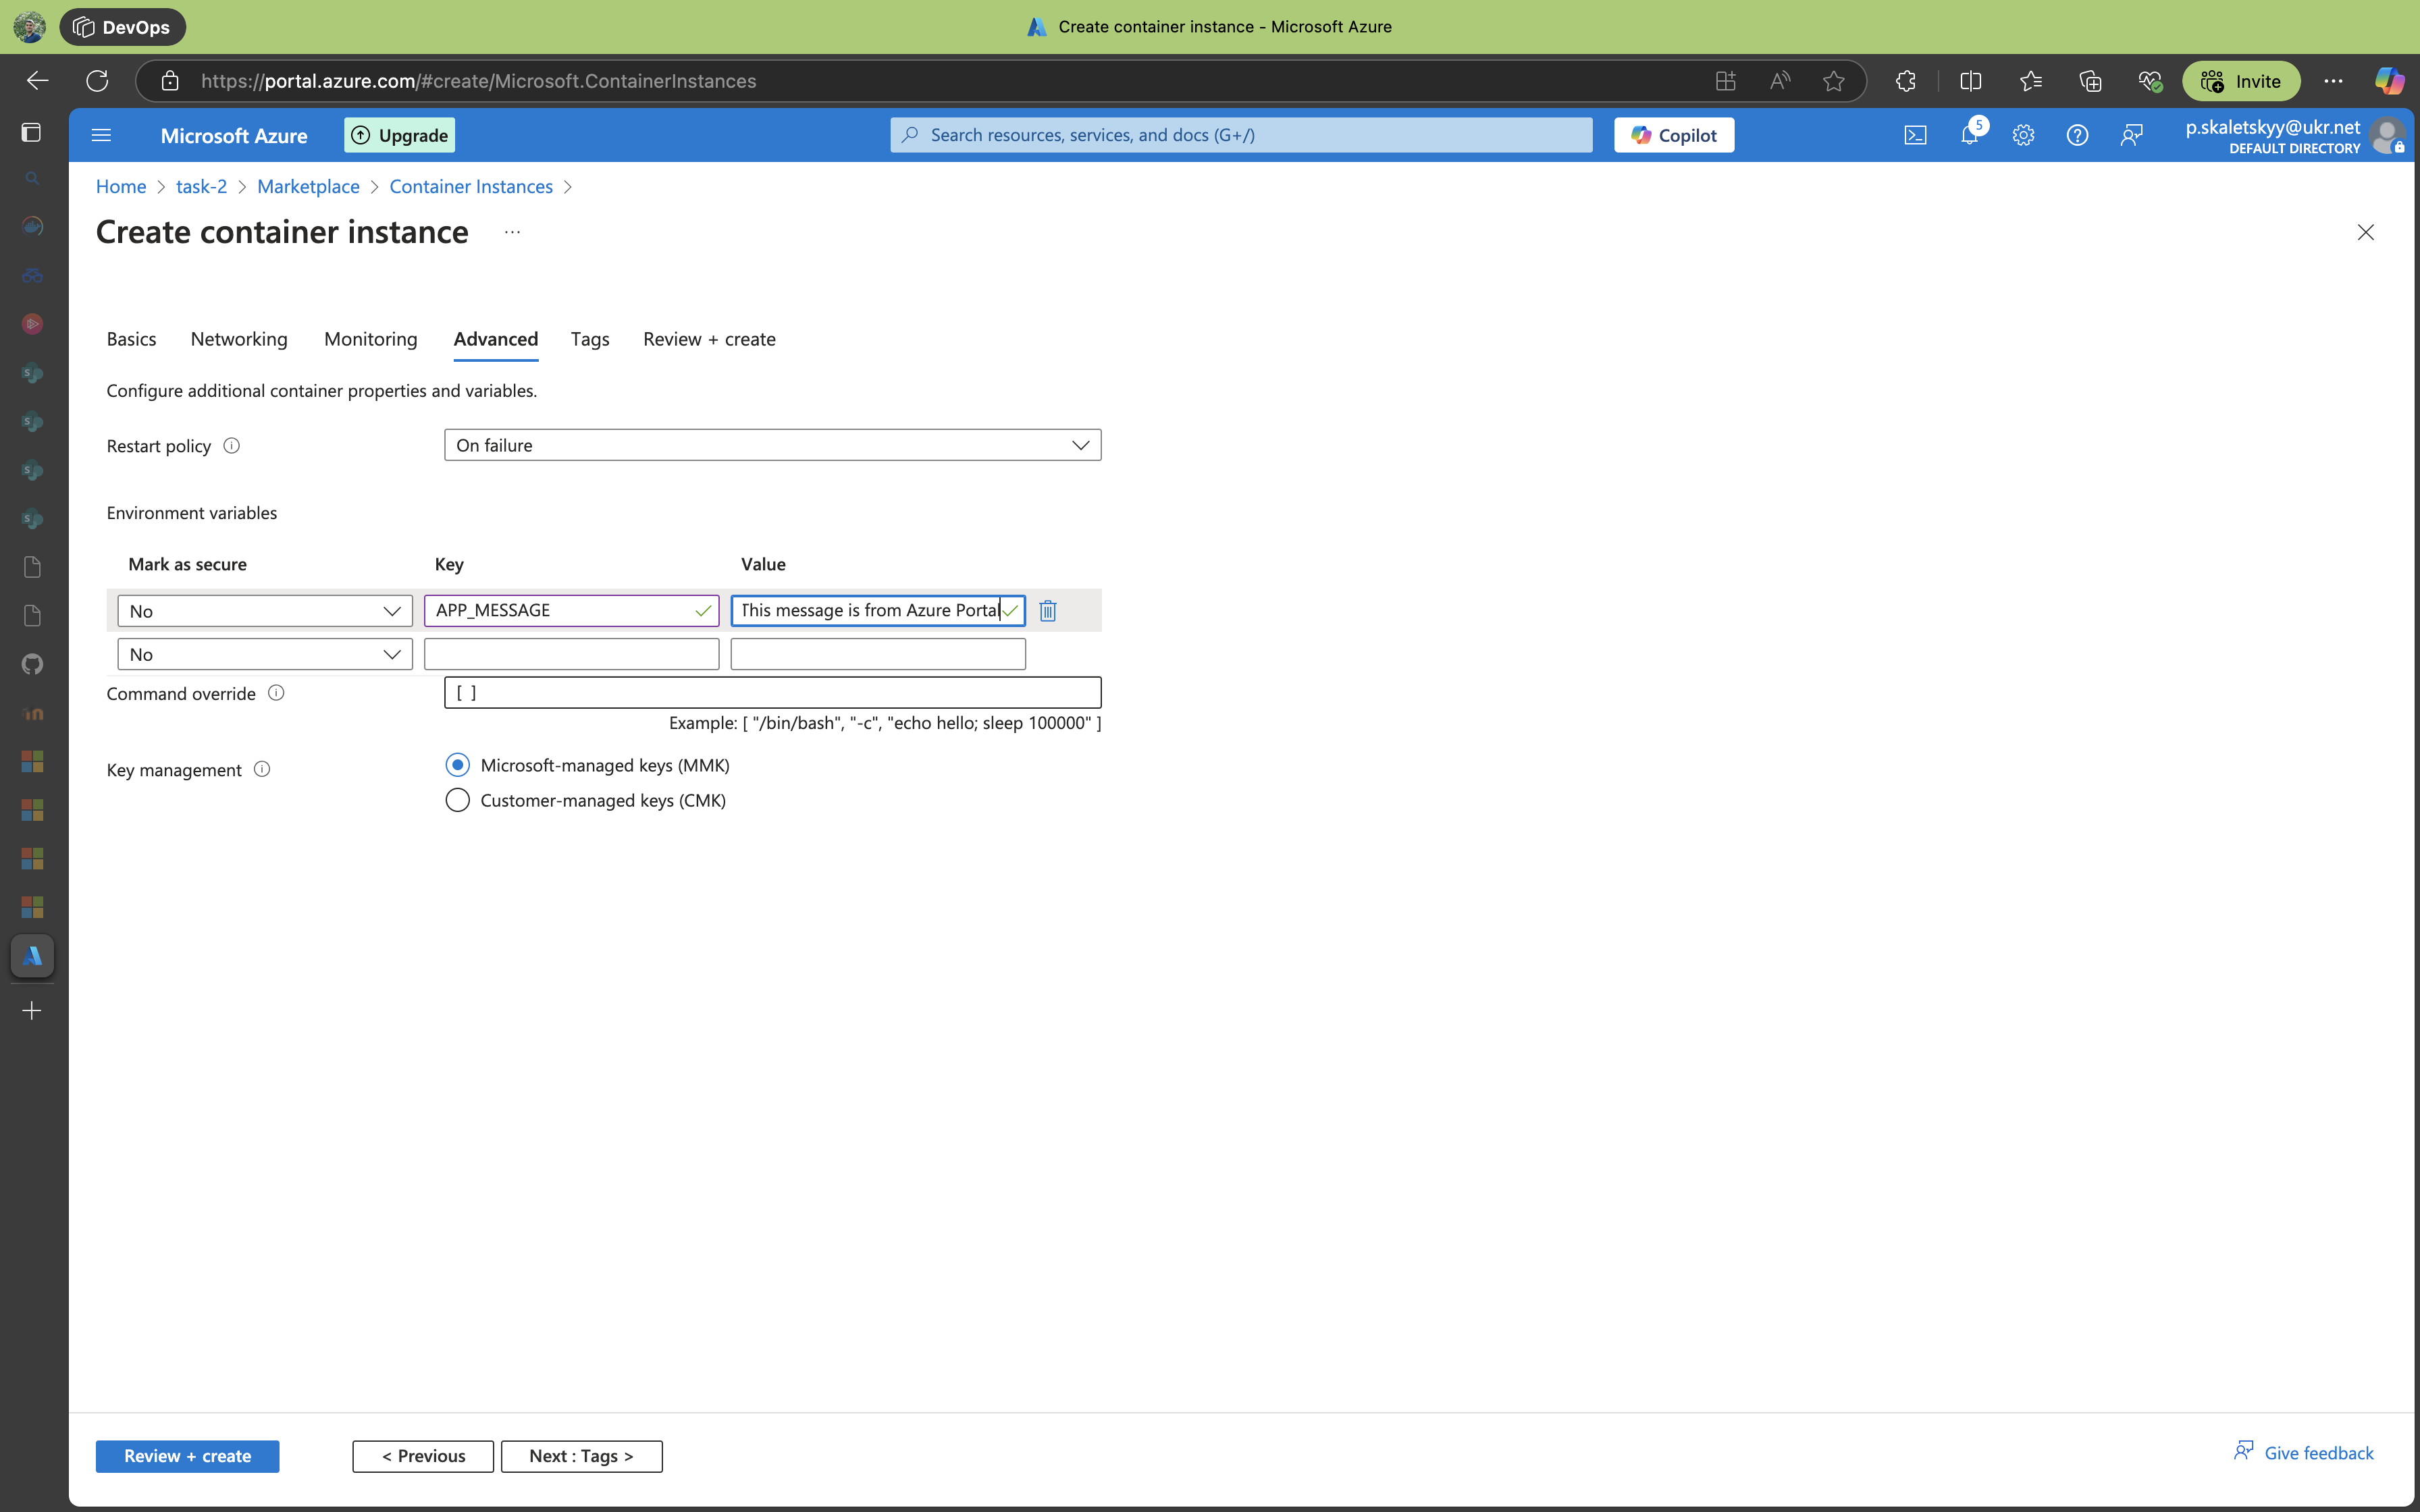 DevOps
Create container instance - Microsoft Azure
https://portal.azure.com/#create/Microsoft.ContainerInstances
Invite
Microsoft Azure
Upgrade
Search resources, services, and docs (G+/)
Copilot
5
p.skaletskyy@ukr.net
DEFAULT DIRECTORY
Home > task-2 > Marketplace > Container Instances >
Create container instance ...
Basics Networking Monitoring Advanced Tags Review + create
Configure additional container properties and variables.
Restart policy On failure
Environment variables
Mark as secure Key Value
No APP_MESSAGE This message is from Azure Portal
No
Command override [ ]
Example: [ "/bin/bash", "-c", "echo hello; sleep 100000" ]
Key management Microsoft-managed keys (MMK)
Customer-managed keys (CMK)
Review + create < Previous Next : Tags > Give feedback